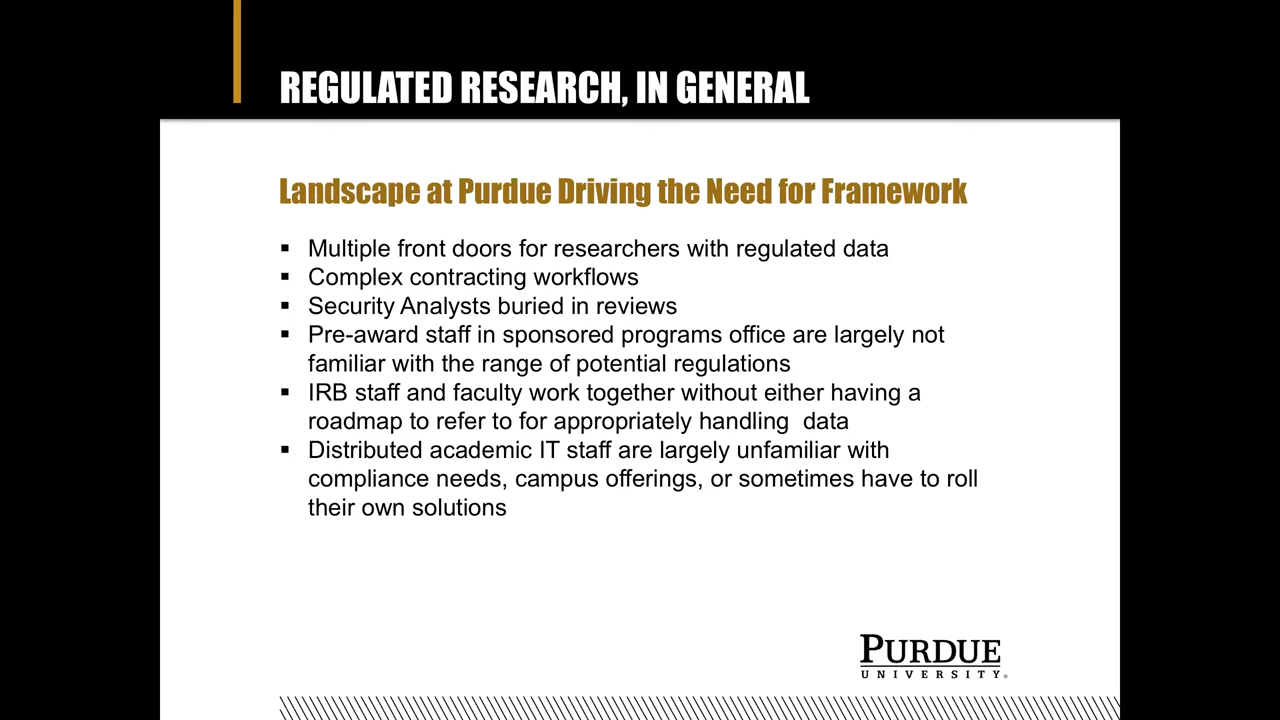 REGULATED RESEARCH, IN GENERAL
Landscape at Purdue Driving the Need for Framework
▪ Multiple front doors for researchers with regulated data
▪ Complex contracting workflows
▪ Security Analysts buried in reviews
▪ Pre-award staff in sponsored programs office are largely not
familiar with the range of potential regulations
▪ IRB staff and faculty work together without either having a
roadmap to refer to for appropriately handling  data
▪ Distributed academic IT staff are largely unfamiliar with
compliance needs, campus offerings, or sometimes have to roll
their own solutions
PURDUE
UNIVERSITY®